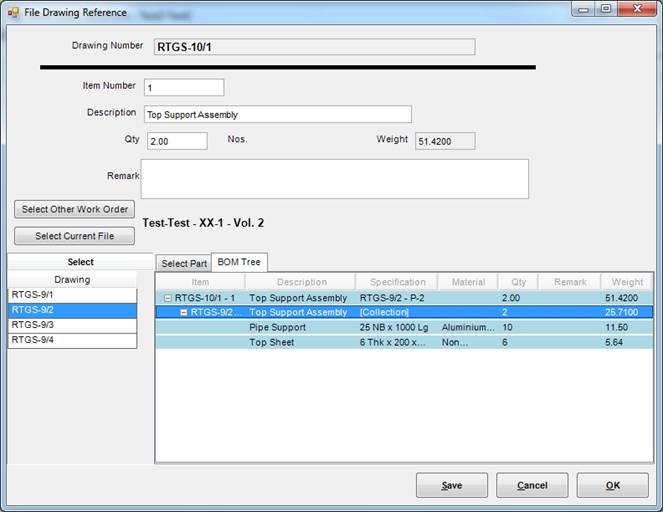 File Drawing Reference
Drawing Number RTGS-10/1
Item Number 1
Description Top Support Assembly
Qty 2.00 Nos. Weight 51.4200
Remark
Select Other Work Order
Test-Test - XX-1 - Vol. 2
Select Current File
Select
Select Part BOM Tree
Drawing
RTGS-9/1
RTGS-9/2
RTGS-9/3
RTGS-9/4
Item Description Specification Material Qty Remark Weight
RTGS-10/1 - 1 Top Support Assembly RTGS-9/2 - P-2 2.00 51.4200
RTGS-9/2... Top Support Assembly [Collection] 2 25.7100
Pipe Support 25 NB x 1000 Lg Aluminium... 10 11.50
Top Sheet 6 Thk x 200 x... Non... 6 5.64
Save Cancel OK